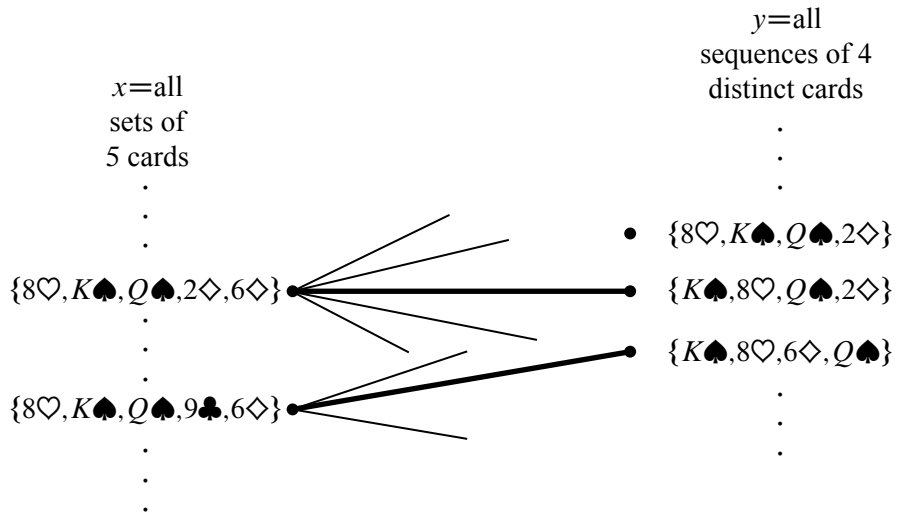 x=all
sets of
5 cards
{8♡,K♠,Q♠,2♢,6♢}
{8♡,K♠,Q♠,9♣,6♢}
y=all
sequences of 4
distinct cards
{8♡,K♠,Q♠,2♢}
{K♠,8♡,Q♠,2♢}
{K♠,8♡,6♢,Q♠}